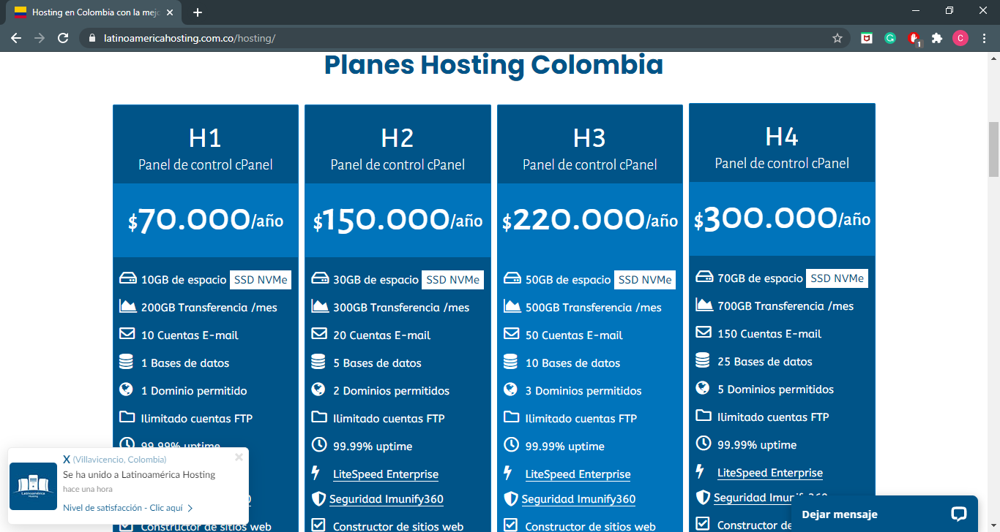 Hosting en Colombia con la mejo
latinoamericahosting.com.co/hosting/
1
C
Planes Hosting Colombia
H1
Panel de control cPanel
$70.000/año
10GB de espacio SSD NVMe
200GB Transferencia /mes
10 Cuentas E-mail
1 Bases de datos
1 Dominio permitido
Ilimitado cuentas FTP
99.99% uptime
H2
Panel de control cPanel
$150.000/año
30GB de espacio SSD NVMe
300GB Transferencia /mes
20 Cuentas E-mail
5 Bases de datos
2 Dominios permitidos
Ilimitado cuentas FTP
99.99% uptime
LiteSpeed Enterprise
Seguridad Imunify360
Constructor de sitios web
H3
Panel de control cPanel
$220.000/año
50GB de espacio SSD NVMe
500GB Transferencia /mes
50 Cuentas E-mail
10 Bases de datos
3 Dominios permitidos
Ilimitado cuentas FTP
99.99% uptime
LiteSpeed Enterprise
Seguridad Imunify360
Constructor de sitios web
H4
Panel de control cPanel
$300.000/año
70GB de espacio SSD NVMe
700GB Transferencia /mes
150 Cuentas E-mail
25 Bases de datos
5 Dominios permitidos
Ilimitado cuentas FTP
99.99% uptime
LiteSpeed Enterprise
Seguridad Imunify360
Constructor de
X (Villavicencio, Colombia)
Se ha unido a Latinoamérica Hosting
hace una hora
Nivel de satisfacción - Clic aquí
Latinoamérica
Hosting
Constructor de sitios web
Dejar mensaje